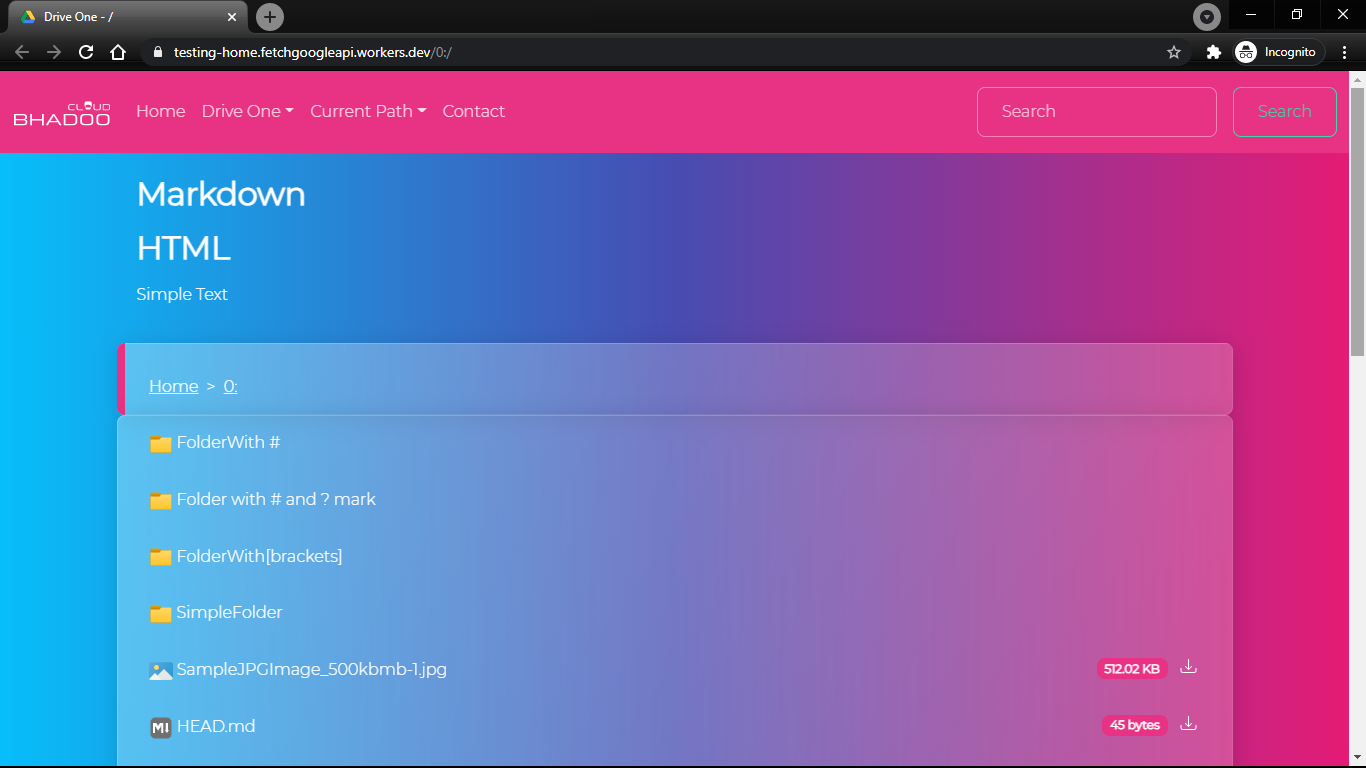 Drive One - /
testing-home.fetchgoogleapi.workers.dev/0:/
Incognito
CLOUD
BHADOO
Home Drive One Current Path Contact Search Search
Markdown
HTML
Simple Text
Home > 0:
FolderWith #
Folder with # and ? mark
FolderWith[brackets]
SimpleFolder
SampleJPGImage_500kbmb-1.jpg 512.02 KB
M↓ HEAD.md 45 bytes